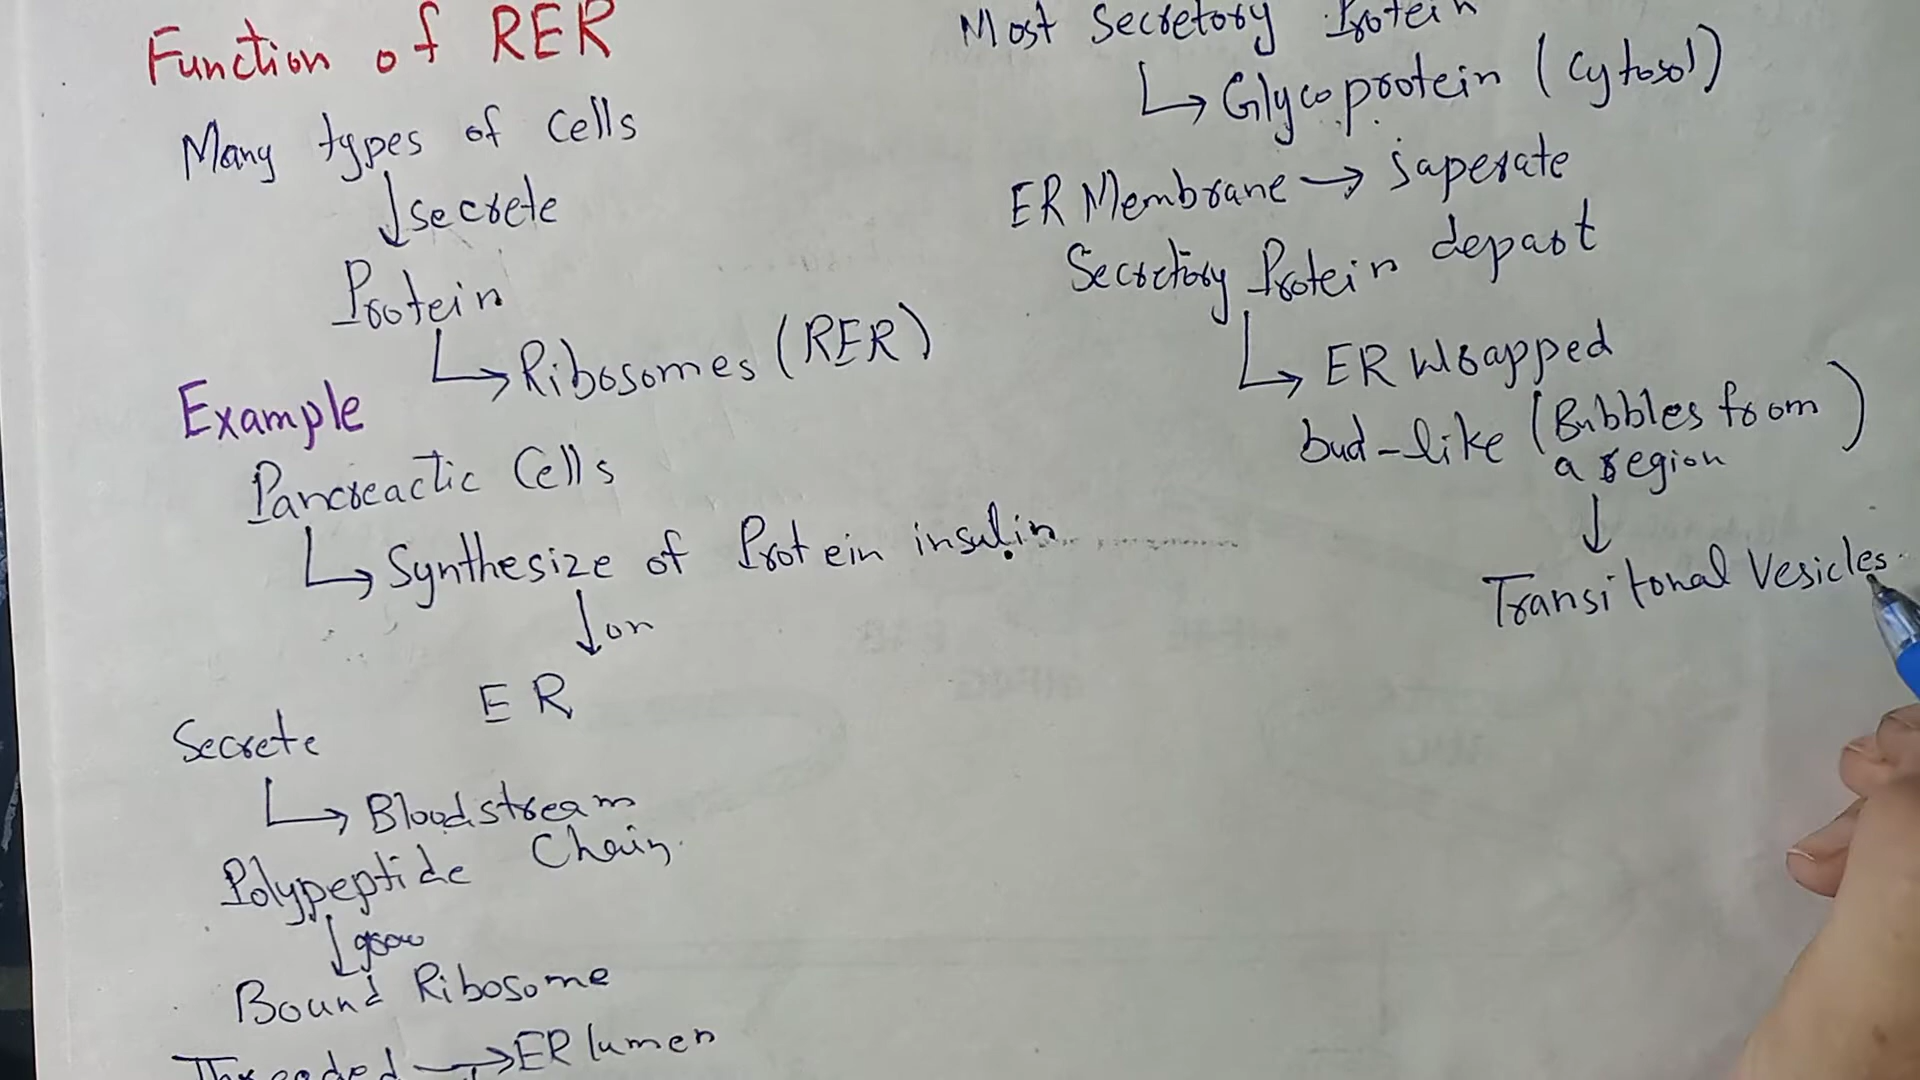 Function of RER
Many types of cells
↓ secrete
Protein
↳ Ribosomes (RER)
Example
Pancreactic Cells
↳ Synthesize of Protein insulin
↓ on
ER
Secrete
↳ Bloodstream
Polypeptide Chain
↓ grow
Bound Ribosome
Threaded → ER lumen
Most Secretory Protein
↳ Glycoprotein (Cytosol)
ER Membrane → saperate
Secretory Protein depart
↳ ER wrapped
bud-like (Bubbles from
a region)
↓
Transitonal Vesicles